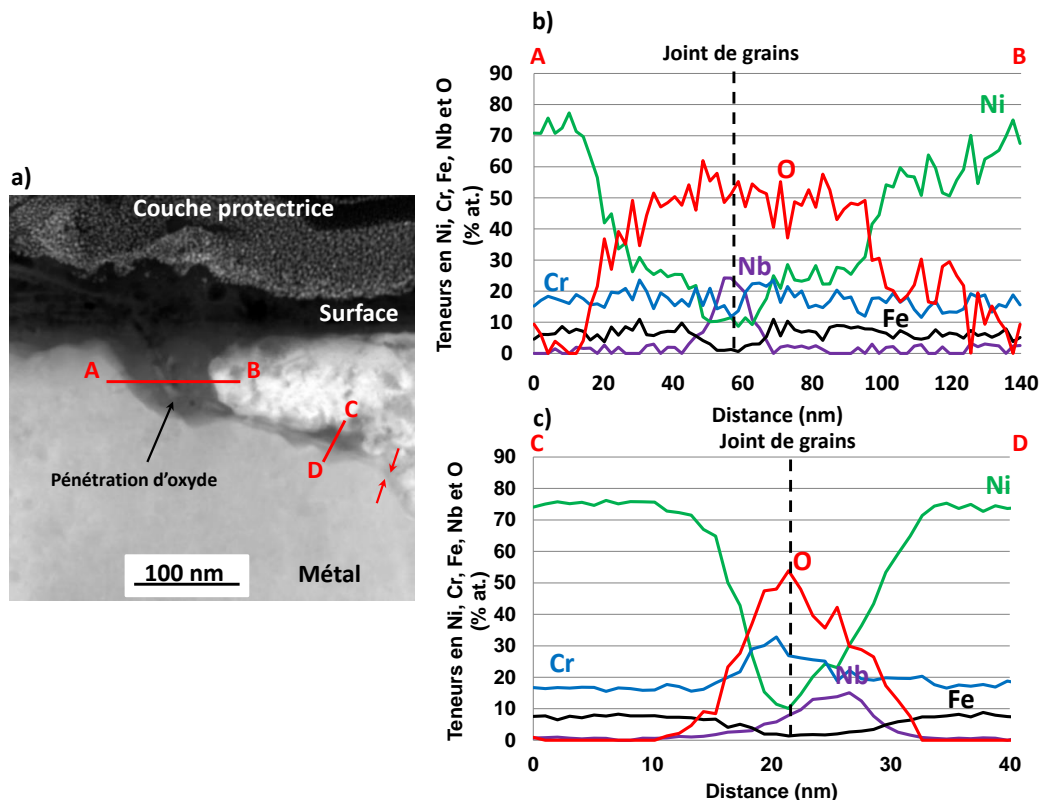 a)
Couche protectrice
Surface
A
B
C
D
Pénétration d'oxyde
100 nm
Métal
b)
A
Joint de grains
B
Teneurs en Ni, Cr, Fe, Nb et O
(% at.)
90
80
70
60
50
40
30
20
10
0
Ni
O
Nb
Cr
Fe
0 20 40 60 80 100 120 140
Distance (nm)
c)
C
Joint de grains
D
Teneurs en Ni, Cr, Fe, Nb et O
(% at.)
90
80
70
60
50
40
30
20
10
0
Ni
O
Cr
Nb
Fe
0 10 20 30 40
Distance (nm)